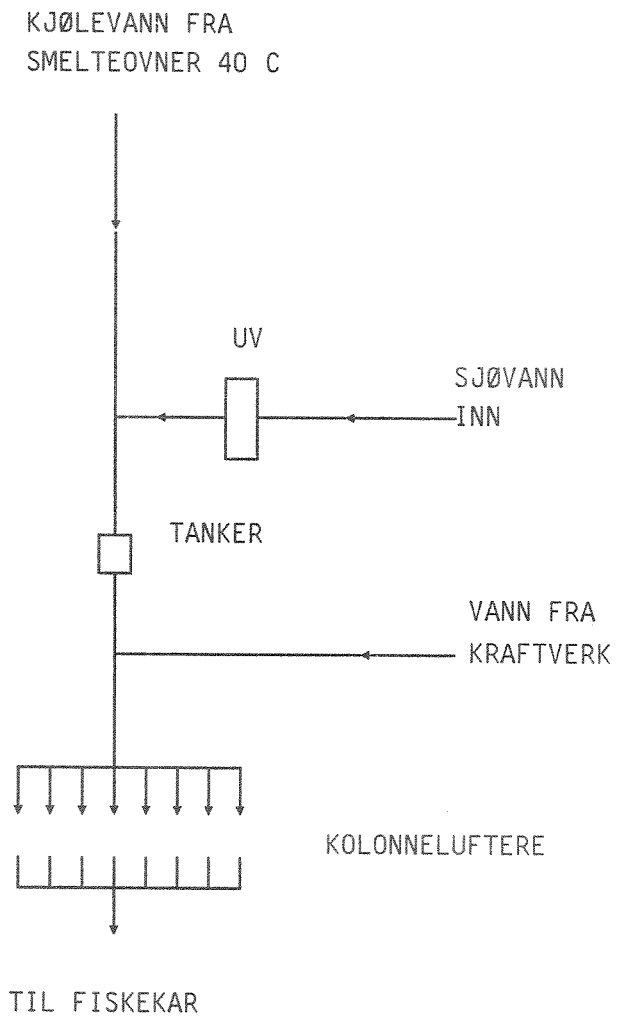 KJØLEVANN FRA
SMELTEOVNER 40 C
UV
SJØVANN
INN
TANKER
VANN FRA
KRAFTVERK
KOLONNELUFTERE
TIL FISKEKAR